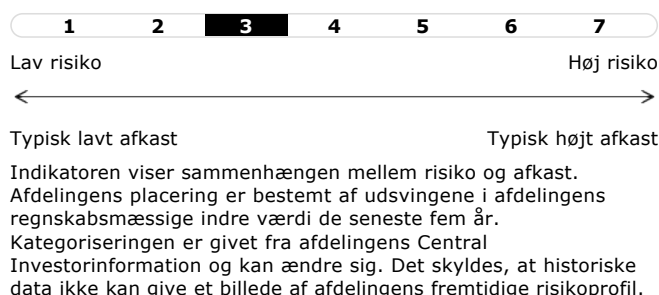 1 2 3 4 5 6 7
Lav risiko Høj risiko
Typisk lavt afkast Typisk højt afkast
Indikatoren viser sammenhængen mellem risiko og afkast.
Afdelingens placering er bestemt af udsvingene i afdelingens
regnskabsmæssige indre værdi de seneste fem år.
Kategoriseringen er givet fra afdelingens Central
Investorinformation og kan ændre sig. Det skyldes, at historiske
data ikke kan give et billede af afdelingens fremtidige risikoprofil.